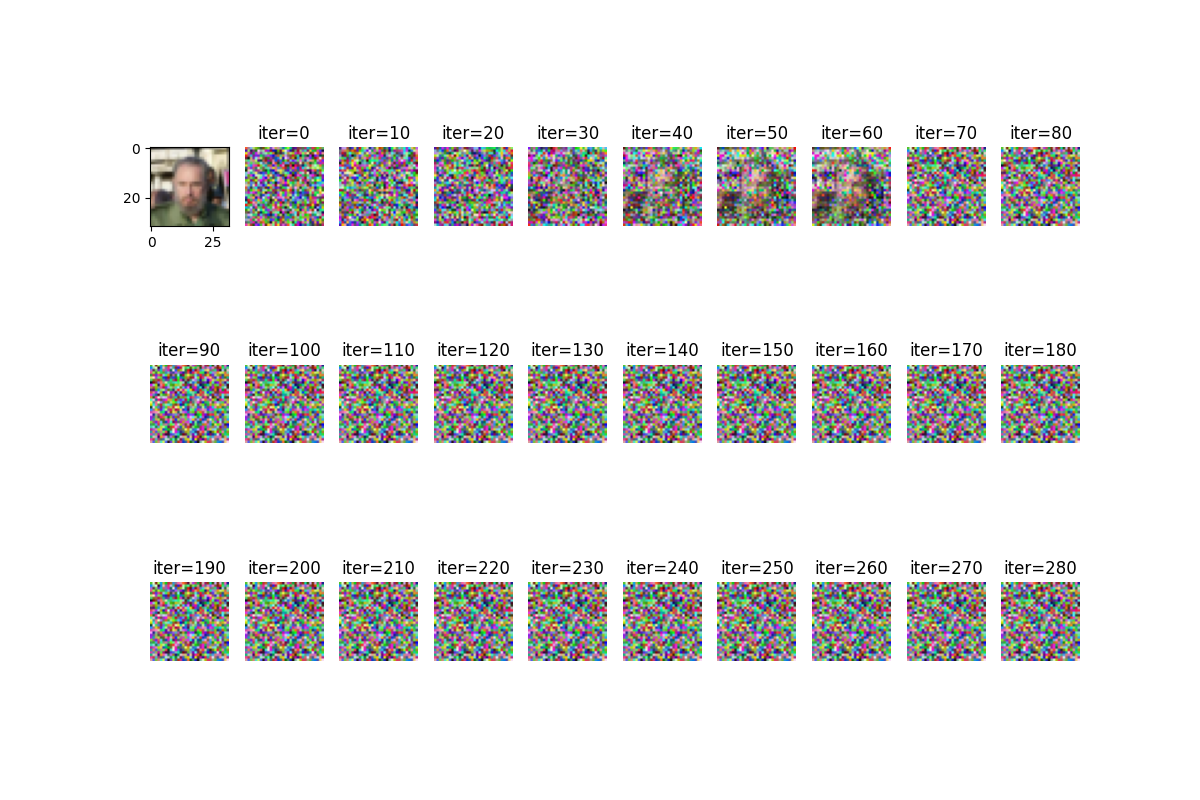 iter=0 iter=10 iter=20 iter=30 iter=40 iter=50 iter=60 iter=70 iter=80
0
20
0 25
iter=90 iter=100 iter=110 iter=120 iter=130 iter=140 iter=150 iter=160 iter=170 iter=180
iter=190 iter=200 iter=210 iter=220 iter=230 iter=240 iter=250 iter=260 iter=270 iter=280